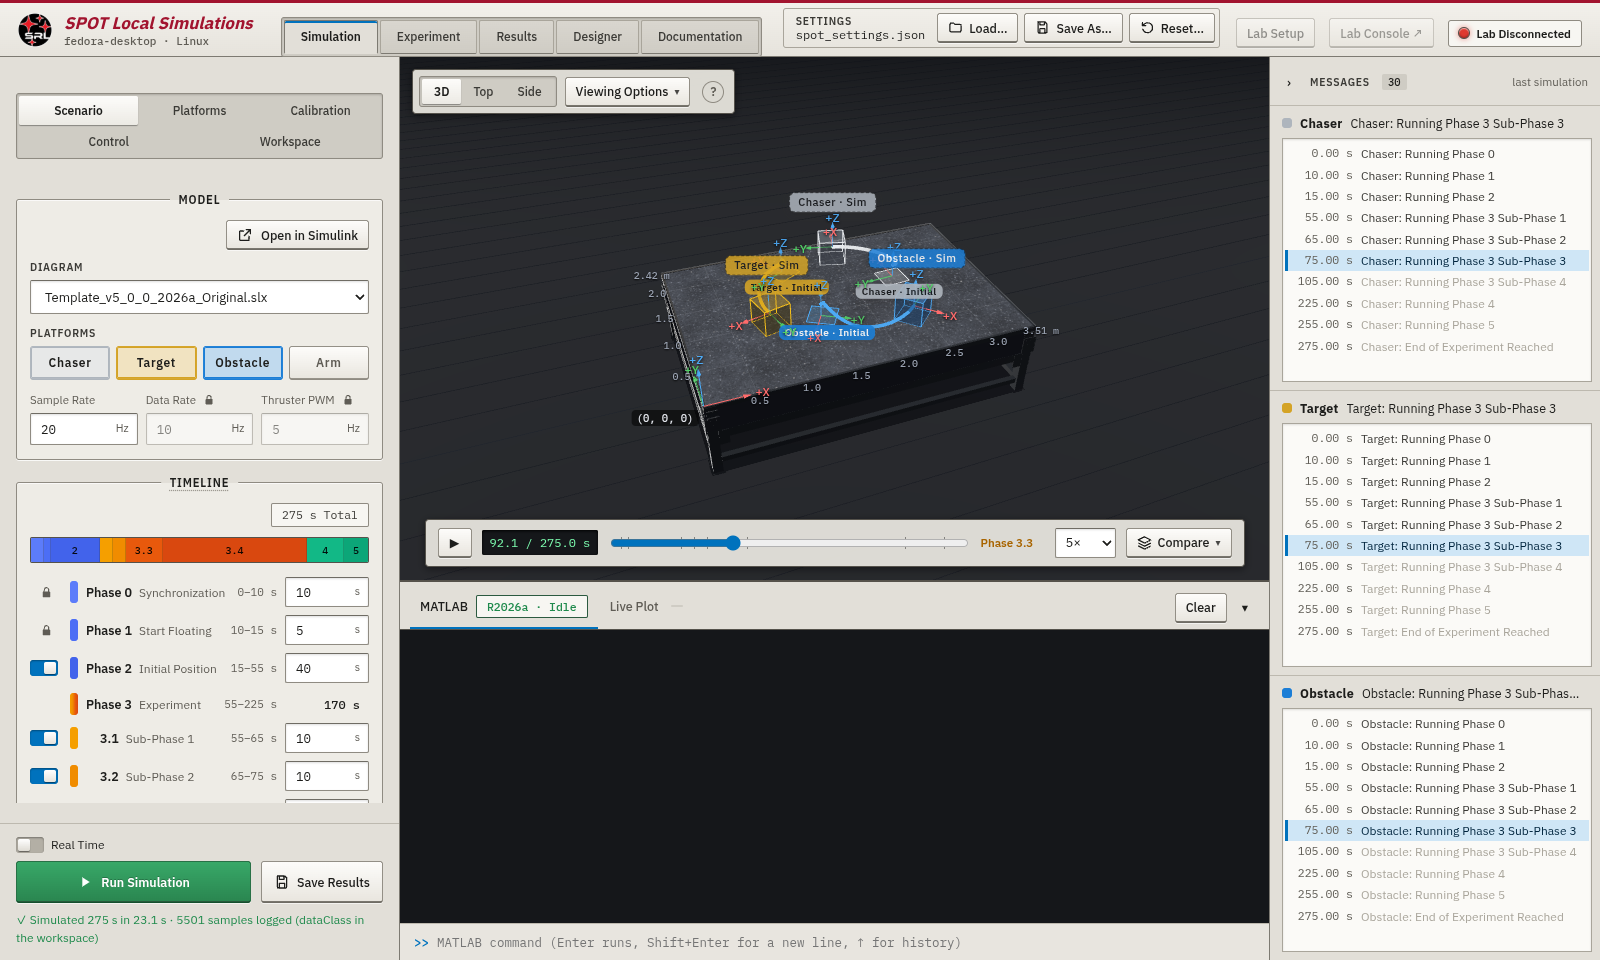 SPOT Local Simulations
fedora-desktop · Linux
Simulation
Experiment
Results
Designer
Documentation
SETTINGS
spot_settings.json
Load...
Save As...
Reset...
Lab Setup
Lab Console ↗
Lab Disconnected
Scenario
Platforms
Calibration
Control
Workspace
MODEL
Open in Simulink
DIAGRAM
Template_v5_0_0_2026a_Original.slx
PLATFORMS
Chaser
Target
Obstacle
Arm
Sample Rate
Data Rate
Thruster PWM
20 Hz
10 Hz
5 Hz
TIMELINE
275 s Total
2
3.3
3.4
4
5
Phase 0 Synchronization 0–10 s 10 s
Phase 1 Start Floating 10–15 s 5 s
Phase 2 Initial Position 15–55 s 40 s
Phase 3 Experiment 55–225 s 170 s
3.1 Sub-Phase 1 55–65 s 10 s
3.2 Sub-Phase 2 65–75 s 10 s
Real Time
Run Simulation
Save Results
✓ Simulated 275 s in 23.1 s · 5501 samples logged (dataClass in
the workspace)
3D
Top
Side
Viewing Options ▾
?
Chaser · Sim
+Z
+X
+Y
+Z
+Z
Target · Sim
Obstacle · Sim
+Z
2.42 m
2.0
Target · Initial
Chaser · Initial
1.5
+X
+Y
+X
Obstacle · Initial
+X
1.0
3.51 m
3.0
2.5
2.0
1.5
1.0
0.5
+Z
+Y
0.5
+X
(0, 0, 0)
▶
92.1 / 275.0 s
Phase 3.3
5×
Compare ▾
MATLAB
R2026a · Idle
Live Plot —
Clear
▼
>> MATLAB command (Enter runs, Shift+Enter for a new line, ↑ for history)
› MESSAGES 30
last simulation
Chaser Chaser: Running Phase 3 Sub-Phase 3
0.00 s Chaser: Running Phase 0
10.00 s Chaser: Running Phase 1
15.00 s Chaser: Running Phase 2
55.00 s Chaser: Running Phase 3 Sub-Phase 1
65.00 s Chaser: Running Phase 3 Sub-Phase 2
75.00 s Chaser: Running Phase 3 Sub-Phase 3
105.00 s Chaser: Running Phase 3 Sub-Phase 4
225.00 s Chaser: Running Phase 4
255.00 s Chaser: Running Phase 5
275.00 s Chaser: End of Experiment Reached
Target Target: Running Phase 3 Sub-Phase 3
0.00 s Target: Running Phase 0
10.00 s Target: Running Phase 1
15.00 s Target: Running Phase 2
55.00 s Target: Running Phase 3 Sub-Phase 1
65.00 s Target: Running Phase 3 Sub-Phase 2
75.00 s Target: Running Phase 3 Sub-Phase 3
105.00 s Target: Running Phase 3 Sub-Phase 4
225.00 s Target: Running Phase 4
255.00 s Target: Running Phase 5
275.00 s Target: End of Experiment Reached
Obstacle Obstacle: Running Phase 3 Sub-Phas...
0.00 s Obstacle: Running Phase 0
10.00 s Obstacle: Running Phase 1
15.00 s Obstacle: Running Phase 2
55.00 s Obstacle: Running Phase 3 Sub-Phase 1
65.00 s Obstacle: Running Phase 3 Sub-Phase 2
75.00 s Obstacle: Running Phase 3 Sub-Phase 3
105.00 s Obstacle: Running Phase 3 Sub-Phase 4
225.00 s Obstacle: Running Phase 4
255.00 s Obstacle: Running Phase 5
275.00 s Obstacle: End of Experiment Reached